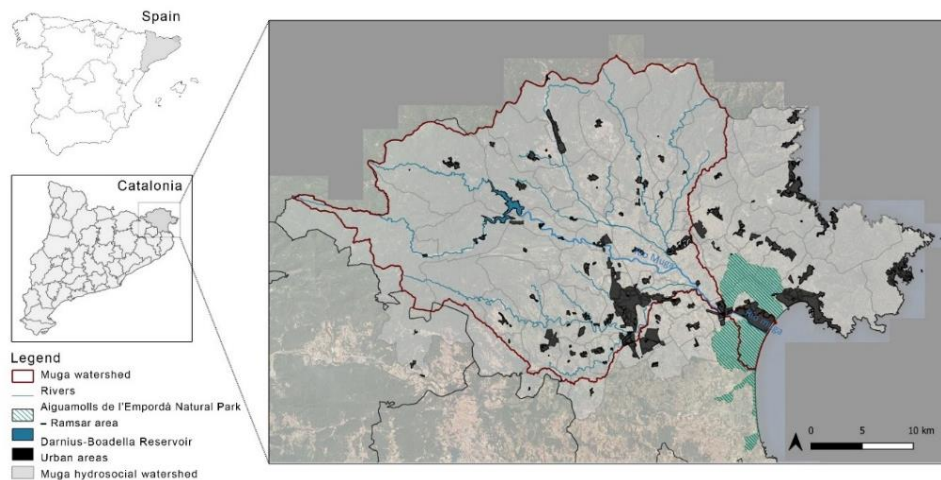 Spain
Catalonia
Legend
Muga watershed
Rivers
Aiguamolls de l'Empordà Natural Park
– Ramsar area
Darnius-Boadella Reservoir
Urban areas
Muga hydrosocial watershed
Muga
0 5 10 km